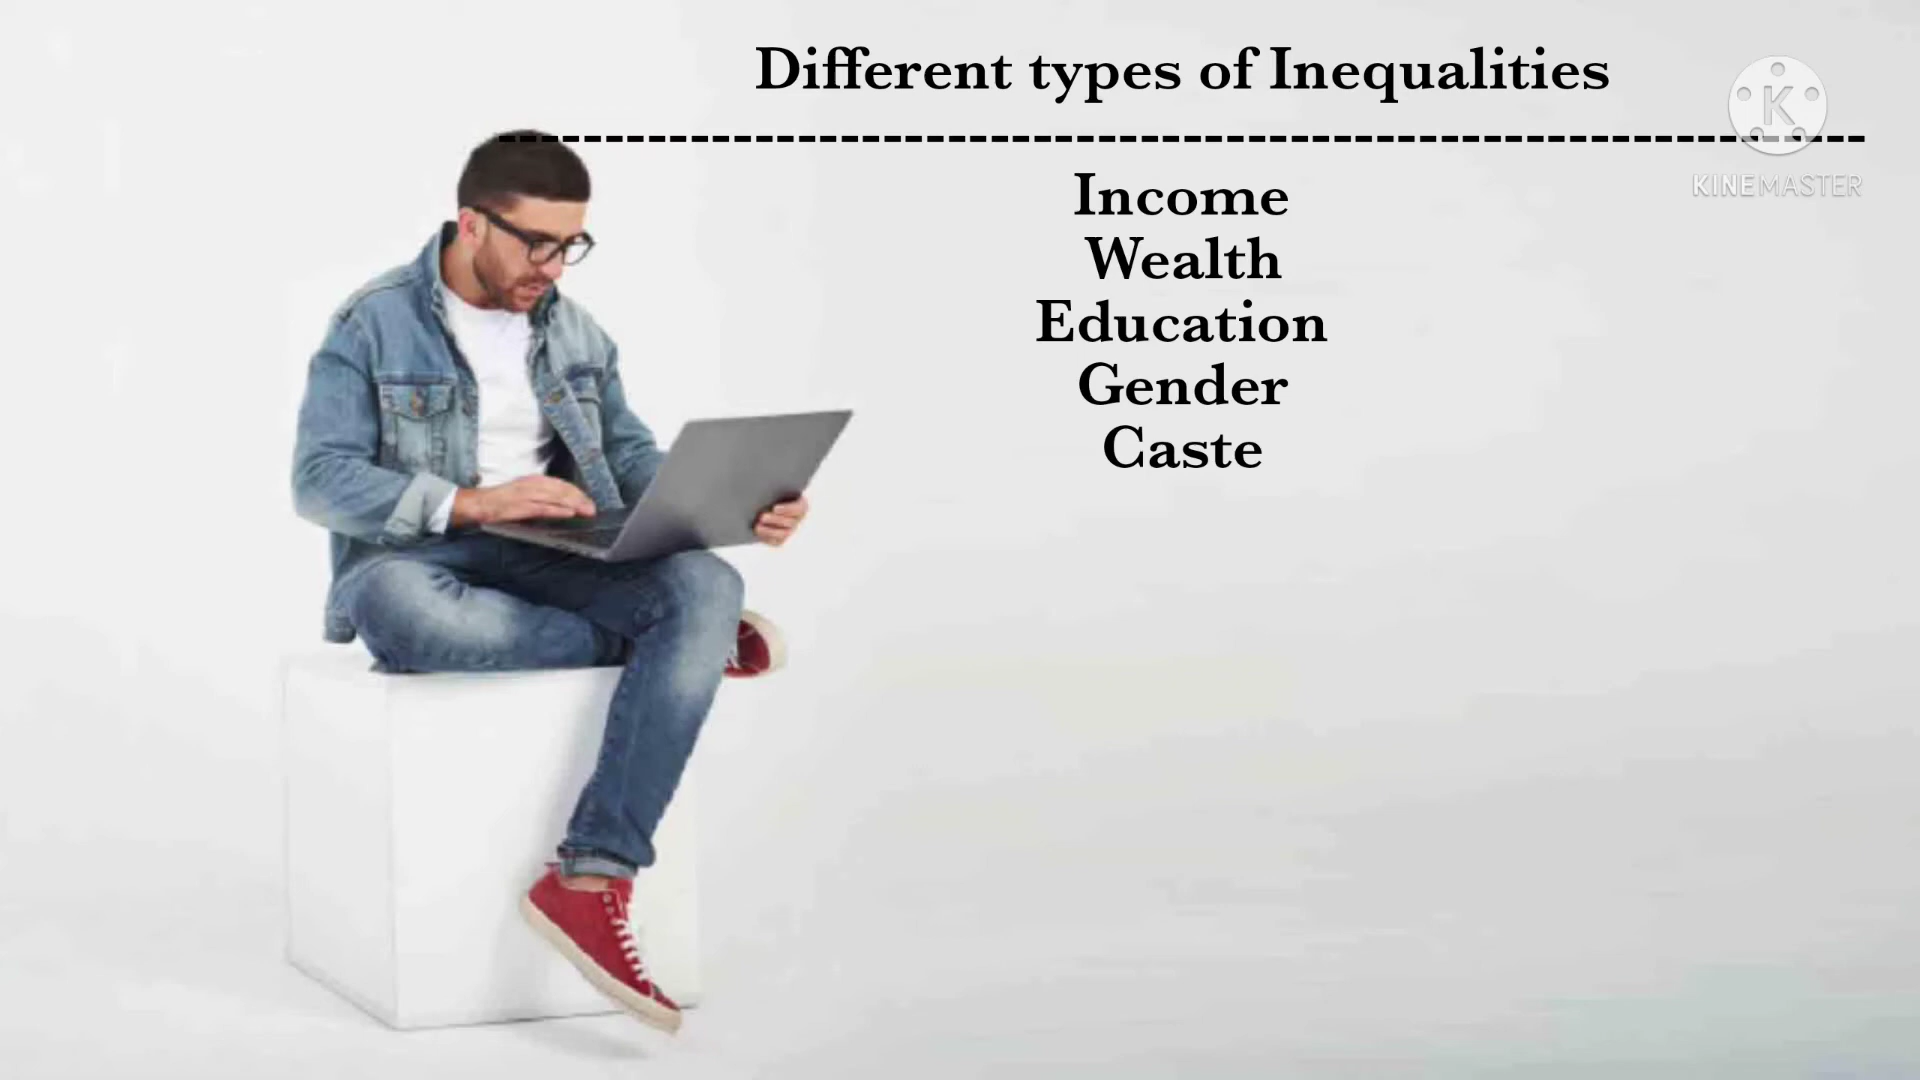 Different types of Inequalities
K
KINEMASTER
Income
Wealth
Education
Gender
Caste